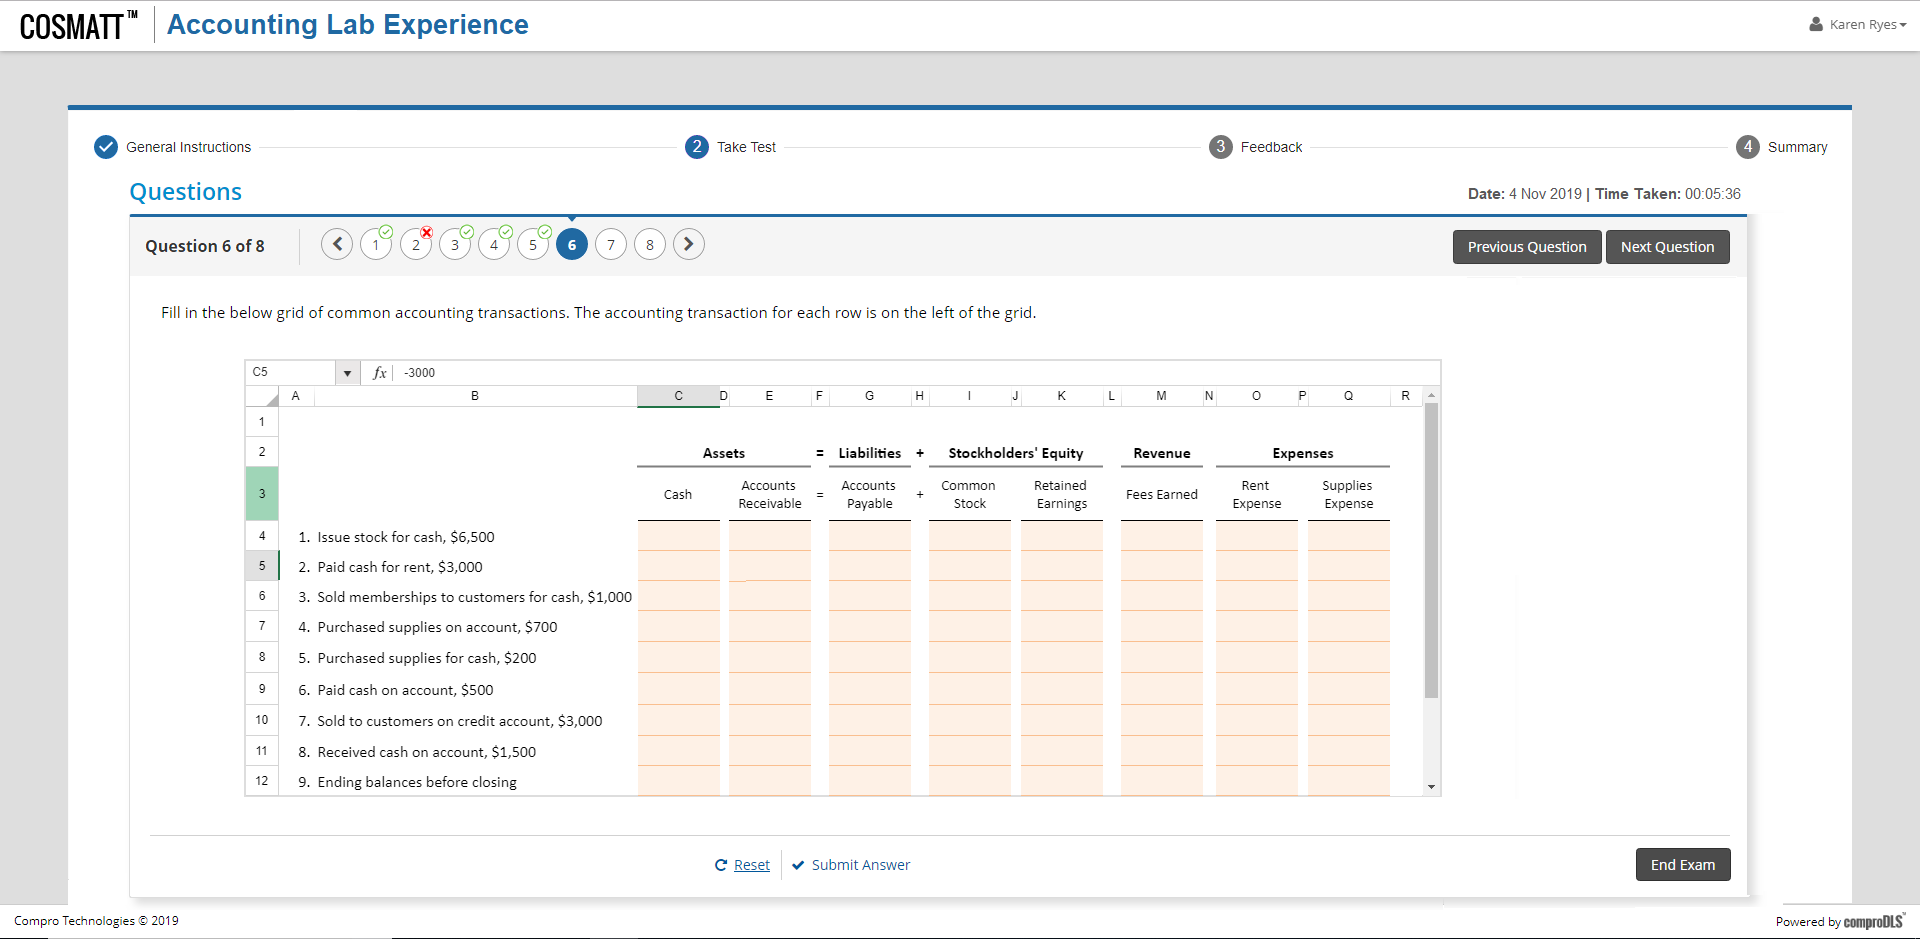 COSMATT™ Accounting Lab Experience Karen Ryes
General Instructions 2 Take Test 3 Feedback 4 Summary
Questions Date: 4 Nov 2019 | Time Taken: 00:05:36
Question 6 of 8 1 2 3 4 5 6 7 8 Previous Question Next Question
Fill in the below grid of common accounting transactions. The accounting transaction for each row is on the left of the grid.
C5 fx -3000
A B C D E F G H I J K L M N O P Q R
1
2 Assets = Liabilities + Stockholders' Equity Revenue Expenses
3 Cash Accounts Receivable = Accounts Payable + Common Stock Retained Earnings Fees Earned Rent Expense Supplies Expense
4 1. Issue stock for cash, $6,500
5 2. Paid cash for rent, $3,000
6 3. Sold memberships to customers for cash, $1,000
7 4. Purchased supplies on account, $700
8 5. Purchased supplies for cash, $200
9 6. Paid cash on account, $500
10 7. Sold to customers on credit account, $3,000
11 8. Received cash on account, $1,500
12 9. Ending balances before closing
Reset Submit Answer End Exam
Compro Technologies © 2019 Powered by comproDLS™